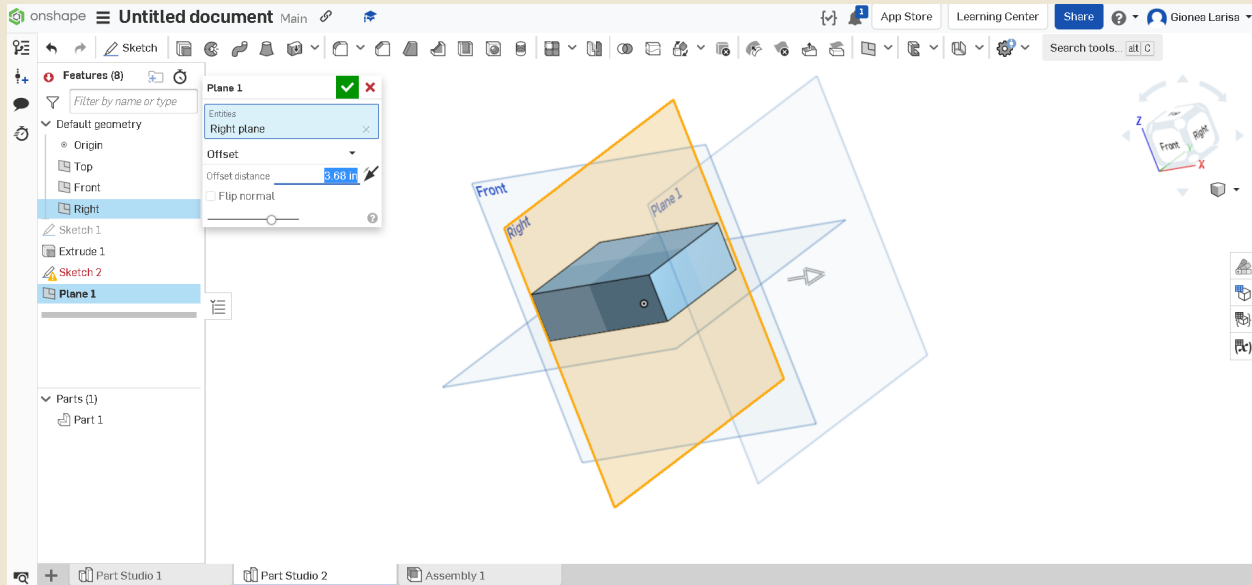 onshape Untitled document Main 1 App Store Learning Center Share Gionea Larisa
Sketch Search tools... alt C
Features (8)
Filter by name or type
Default geometry
Origin
Top
Front
Right
Sketch 1
Extrude 1
Sketch 2
Plane 1
Parts (1)
Part 1
Plane 1
Entities
Right plane
Offset
Offset distance 3.68 in
Flip normal
Front
Right
Plane 1
Z
Front
Right
X
Part Studio 1 Part Studio 2 Assembly 1